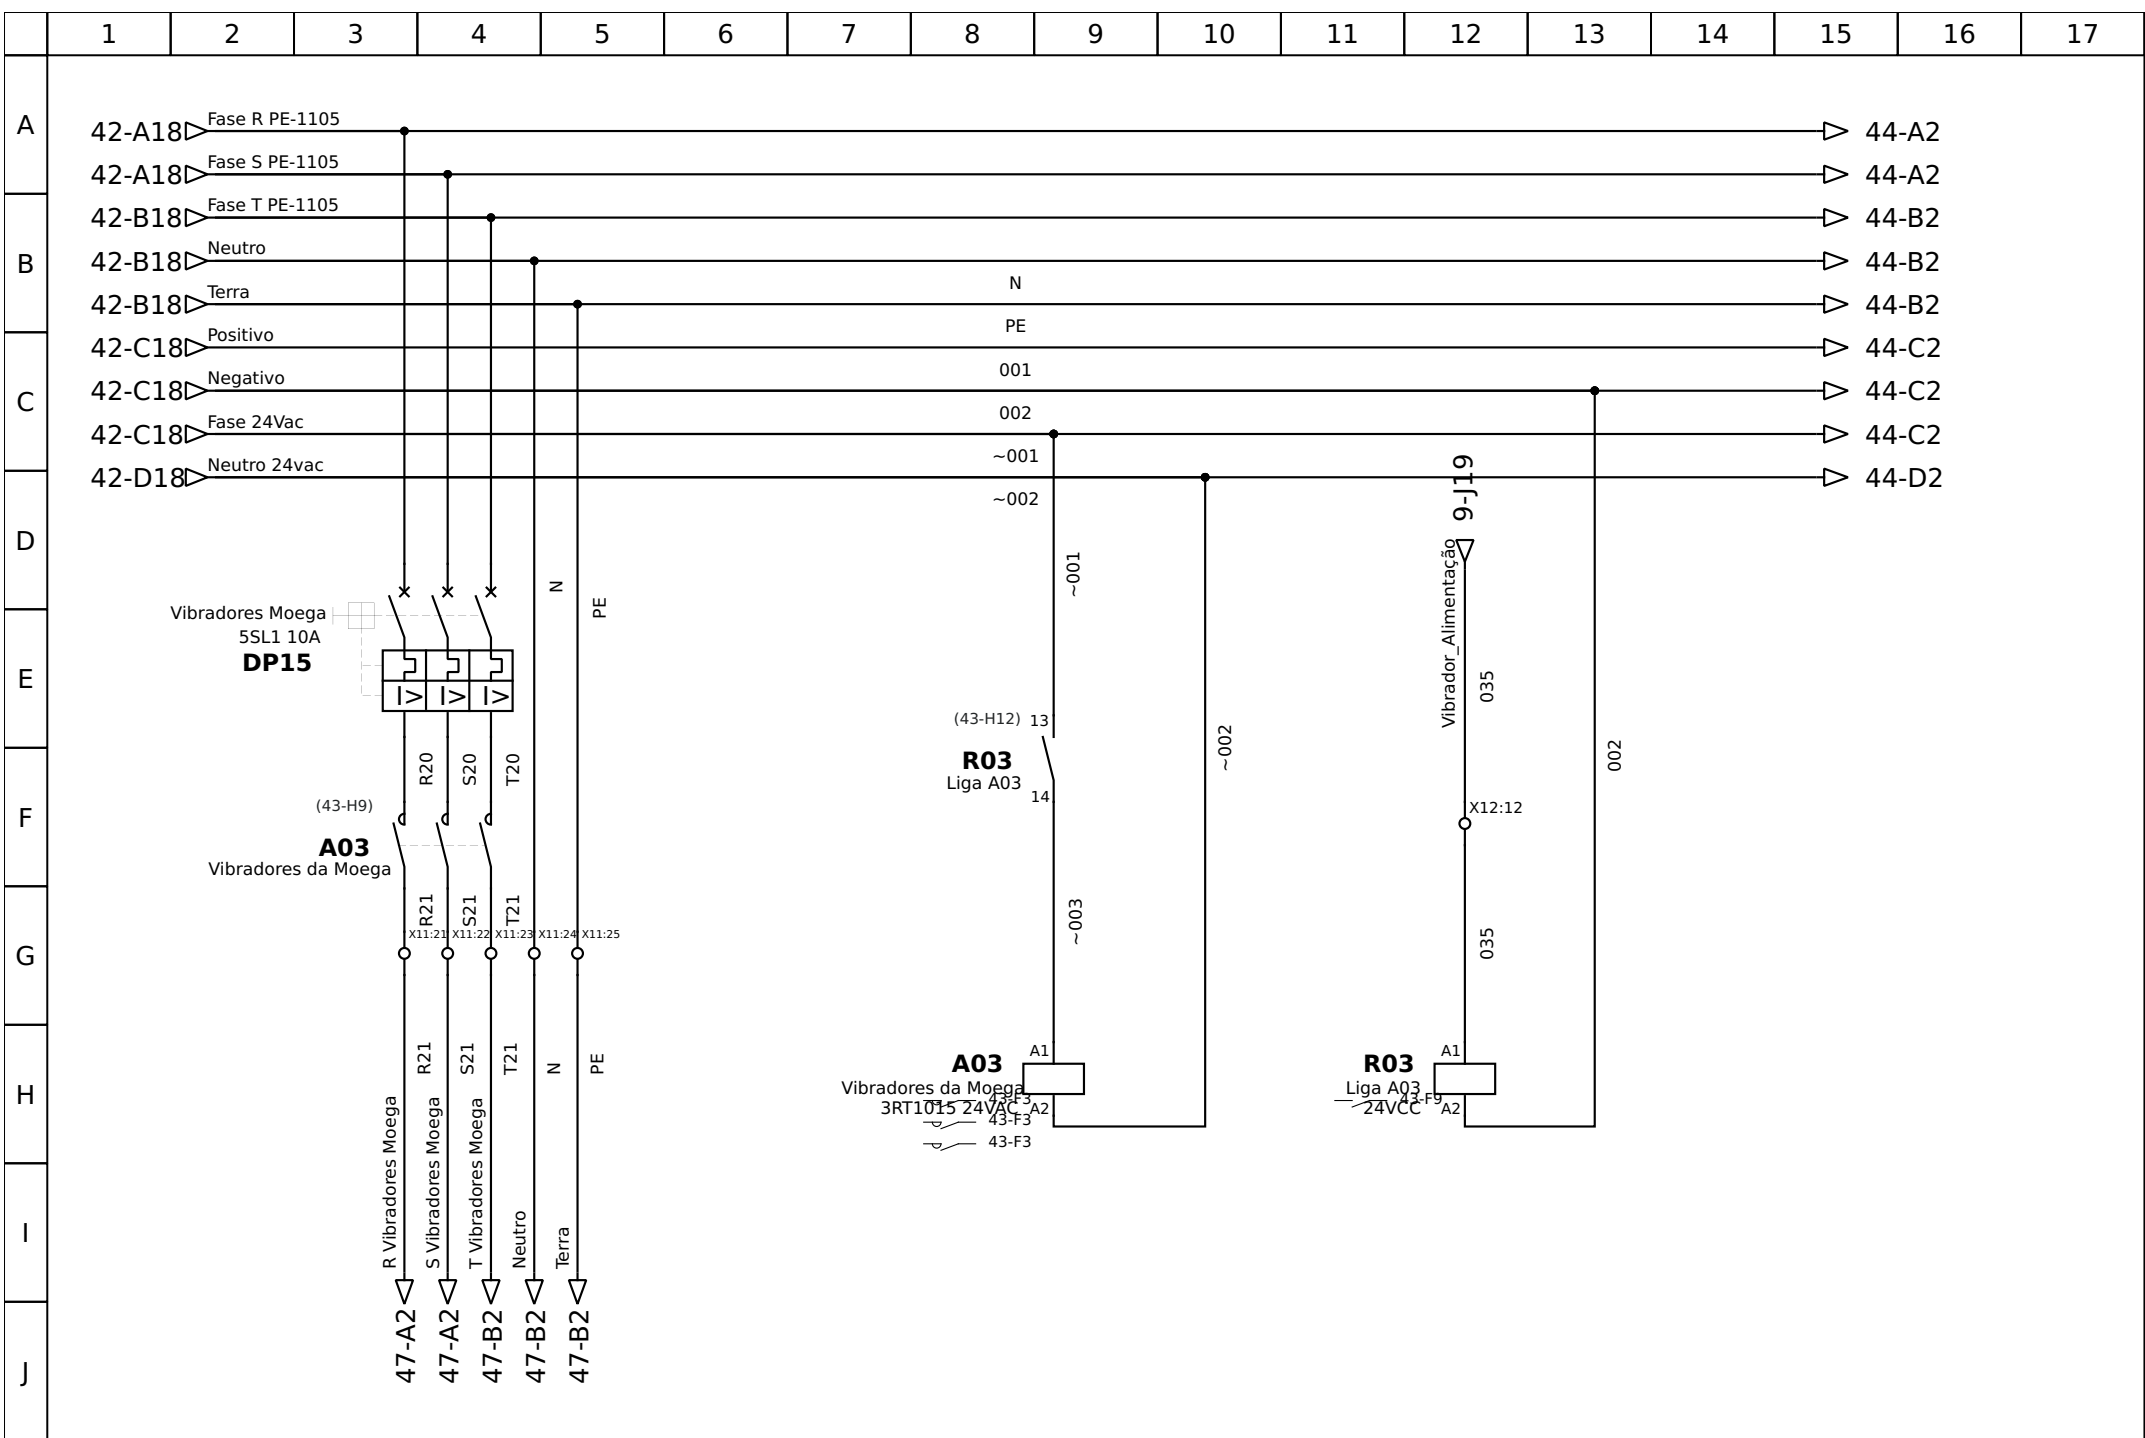 1 2 3 4 5 6 7 8 9 10 11 12 13 14 15 16 17
A
42-A18 Fase R PE-1105 44-A2
42-A18 Fase S PE-1105 44-A2
B
42-B18 Fase T PE-1105 44-B2
42-B18 Neutro 44-B2
N
42-B18 Terra 44-B2
PE
C
42-C18 Positivo 44-C2
001
42-C18 Negativo 44-C2
002
42-C18 Fase 24Vac 44-C2
~001
42-D18 Neutro 24vac 44-D2
~002
9-J19
D
N
PE
~001
Vibrador_Alimentação
Vibradores Moega
5SL1 10A
DP15
I> I> I>
E
035
(43-H12) 13
R03
Liga A03
14
~002
002
R20 S20 T20
F
(43-H9)
A03
Vibradores da Moega
X12:12
R21 S21 T21
X11:21 X11:22 X11:23 X11:24 X11:25
~003
035
G
H
R21 S21 T21 N PE
A03 A1
Vibradores da Moega
3RT1015 24VAC A2
43-F3
43-F3
43-F3
R03 A1
Liga A03
24VCC A2
43-F9
I
R Vibradores Moega
S Vibradores Moega
T Vibradores Moega
Neutro
Terra
J
47-A2 47-A2 47-B2 47-B2 47-B2